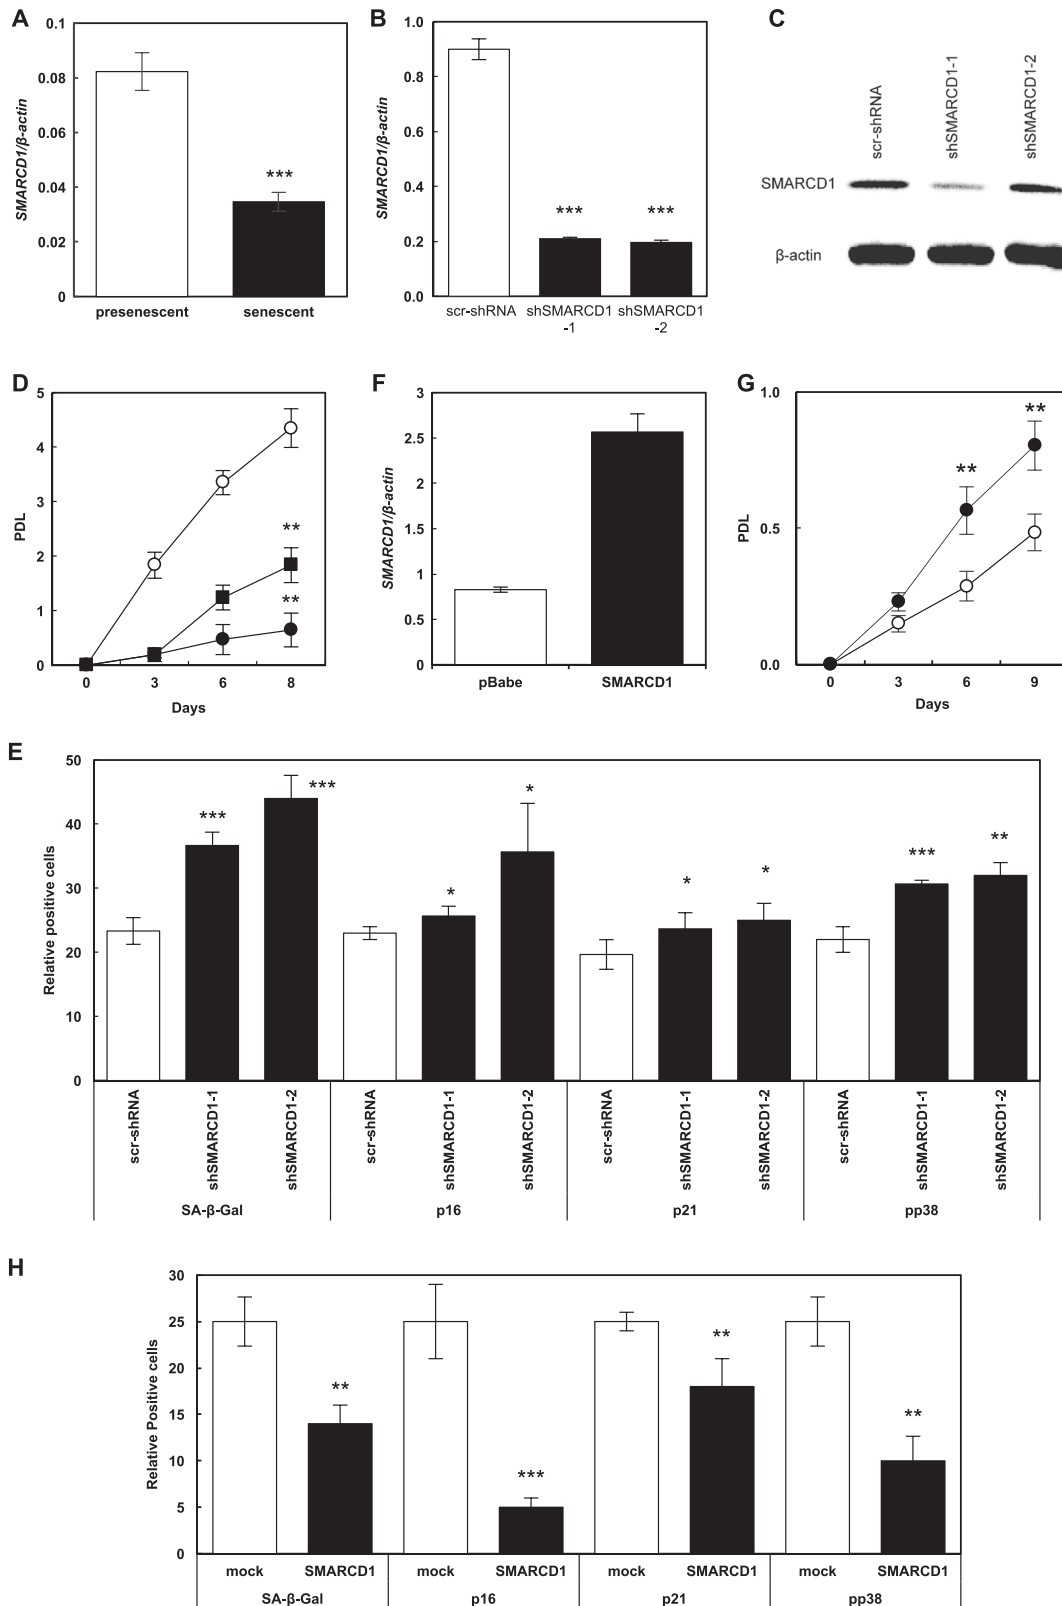 A
0.1
0.08
0.06
0.04
0.02
0
SMARCD1/β-actin
***
presenescent senescent
B
1.0
0.8
0.6
0.4
0.2
0.0
SMARCD1/β-actin
*** ***
scr-shRNA shSMARCD1 shSMARCD1
-1 -2
C
scr-shRNA
shSMARCD1-1
shSMARCD1-2
SMARCD1
β-actin
D
5
4
3
2
1
0
PDL
**
**
0 3 6 8
Days
F
3
2.5
2
1.5
1
0.5
0
SMARCD1/β-actin
pBabe SMARCD1
G
1.0
0.5
0.0
PDL
**
**
0 3 6 9
Days
E
50
40
30
20
10
0
Relative positive cells
*** *** * * * * *** **
scr-shRNA
shSMARCD1-1
shSMARCD1-2
scr-shRNA
shSMARCD1-1
shSMARCD1-2
scr-shRNA
shSMARCD1-1
shSMARCD1-2
scr-shRNA
shSMARCD1-1
shSMARCD1-2
SA-β-Gal p16 p21 pp38
H
30
25
20
15
10
5
0
Relative Positive cells
** *** ** **
mock SMARCD1 mock SMARCD1 mock SMARCD1 mock SMARCD1
SA-β-Gal p16 p21 pp38